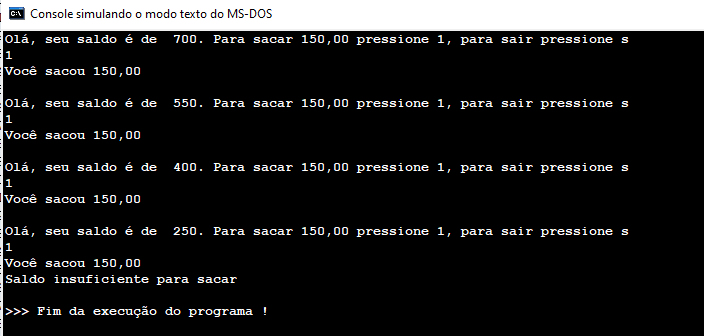 Console simulando o modo texto do MS-DOS
Olá, seu saldo é de  700. Para sacar 150,00 pressione 1, para sair pressione s
1
Você sacou 150,00
Olá, seu saldo é de  550. Para sacar 150,00 pressione 1, para sair pressione s
1
Você sacou 150,00
Olá, seu saldo é de  400. Para sacar 150,00 pressione 1, para sair pressione s
1
Você sacou 150,00
Olá, seu saldo é de  250. Para sacar 150,00 pressione 1, para sair pressione s
1
Você sacou 150,00
Saldo insuficiente para sacar
>>> Fim da execução do programa !